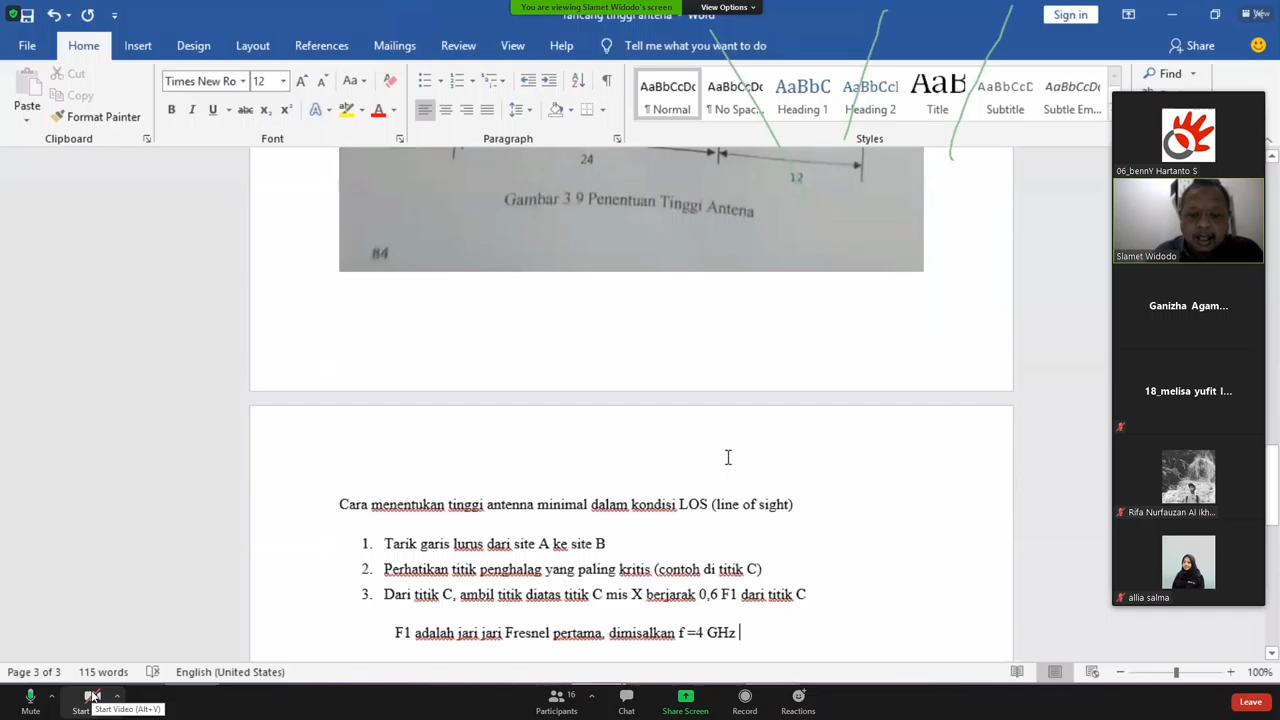 You are viewing Slamet Widodo's screen
View Options
rancang tinggi antena - Word
Sign in
View
File
Home
Insert
Design
Layout
References
Mailings
Review
View
Help
Tell me what you want to do
Share
Paste
Cut
Copy
Format Painter
Clipboard
Times New Ro
12
Font
Paragraph
AaBbCcDc
¶ Normal
AaBbCcDc
¶ No Spac...
AaBbC
Heading 1
AaBbCcl
Heading 2
AaB
Title
AaBbCcD
Subtitle
AaBbCcDc
Subtle Em...
Styles
Find
24
12
Gambar 3 9 Penentuan Tinggi Antena
84
Cara menentukan tinggi antenna minimal dalam kondisi LOS (line of sight)
1. Tarik garis lurus dari site A ke site B
2. Perhatikan titik penghalag yang paling kritis (contoh di titik C)
3. Dari titik C, ambil titik diatas titik C mis X berjarak 0,6 F1 dari titik C
F1 adalah jari jari Fresnel pertama, dimisalkan f =4 GHz
06_bennY Hartanto S
Slamet Widodo
Ganizha Agam...
18_melisa yufit l...
Rifa Nurfauzan Al Ikh...
allia salma
Page 3 of 3
115 words
English (United States)
100%
Mute
Start
Start Video (Alt+V)
16
Participants
Chat
Share Screen
Record
Reactions
Leave